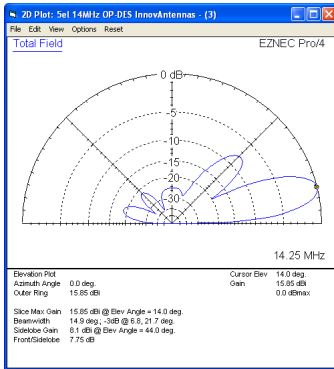 2D Plot: 5el 14MHz OP-DES InnovAntennas - (3)
File Edit View Options Reset
Total Field
EZNEC Pro/4
0 dB
-5
-10
-15
-20
-30
14.25 MHz
Elevation Plot
Cursor Elev 14.0 deg.
Azimuth Angle 0.0 deg.
Gain 15.85 dBi
Outer Ring 15.85 dBi
0.0 dBmax
Slice Max Gain 15.85 dBi @ Elev Angle = 14.0 deg.
Beamwidth 14.9 deg.; -3dB @ 6.8, 21.7 deg.
Sidelobe Gain 8.1 dBi @ Elev Angle = 44.0 deg.
Front/Sidelobe 7.75 dB